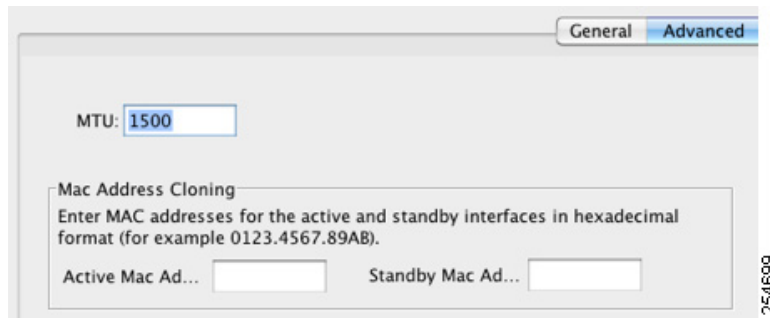 General Advanced
MTU: 1500
Mac Address Cloning
Enter MAC addresses for the active and standby interfaces in hexadecimal
format (for example 0123.4567.89AB).
Active Mac Ad... Standby Mac Ad...
254699